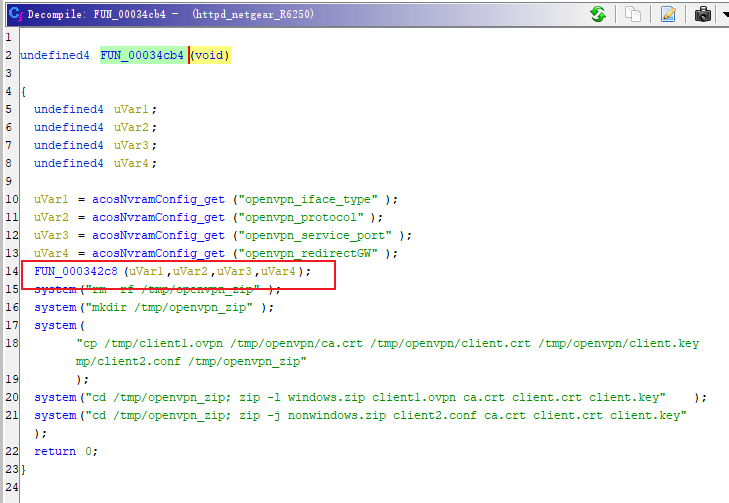 Decompile: FUN_00034cb4 - (httpd_netgear_R6250)
1
2 undefined4 FUN_00034cb4 (void)
3
4 {
5 undefined4 uVar1;
6 undefined4 uVar2;
7 undefined4 uVar3;
8 undefined4 uVar4;
9
10 uVar1 = acosNvramConfig_get ("openvpn_iface_type" );
11 uVar2 = acosNvramConfig_get ("openvpn_protocol" );
12 uVar3 = acosNvramConfig_get ("openvpn_service_port" );
13 uVar4 = acosNvramConfig_get ("openvpn_redirectGW" );
14 FUN_000342c8 (uVar1,uVar2,uVar3,uVar4);
15 system("rm -rf /tmp/openvpn_zip" );
16 system("mkdir /tmp/openvpn_zip" );
17 system(
18 "cp /tmp/client1.ovpn /tmp/openvpn/ca.crt /tmp/openvpn/client.crt /tmp/openvpn/client.key
mp/client2.conf /tmp/openvpn_zip"
19 );
20 system("cd /tmp/openvpn_zip; zip -l windows.zip client1.ovpn ca.crt client.crt client.key" );
21 system("cd /tmp/openvpn_zip; zip -j nonwindows.zip client2.conf ca.crt client.crt client.key"
);
22 return 0;
23 }
24